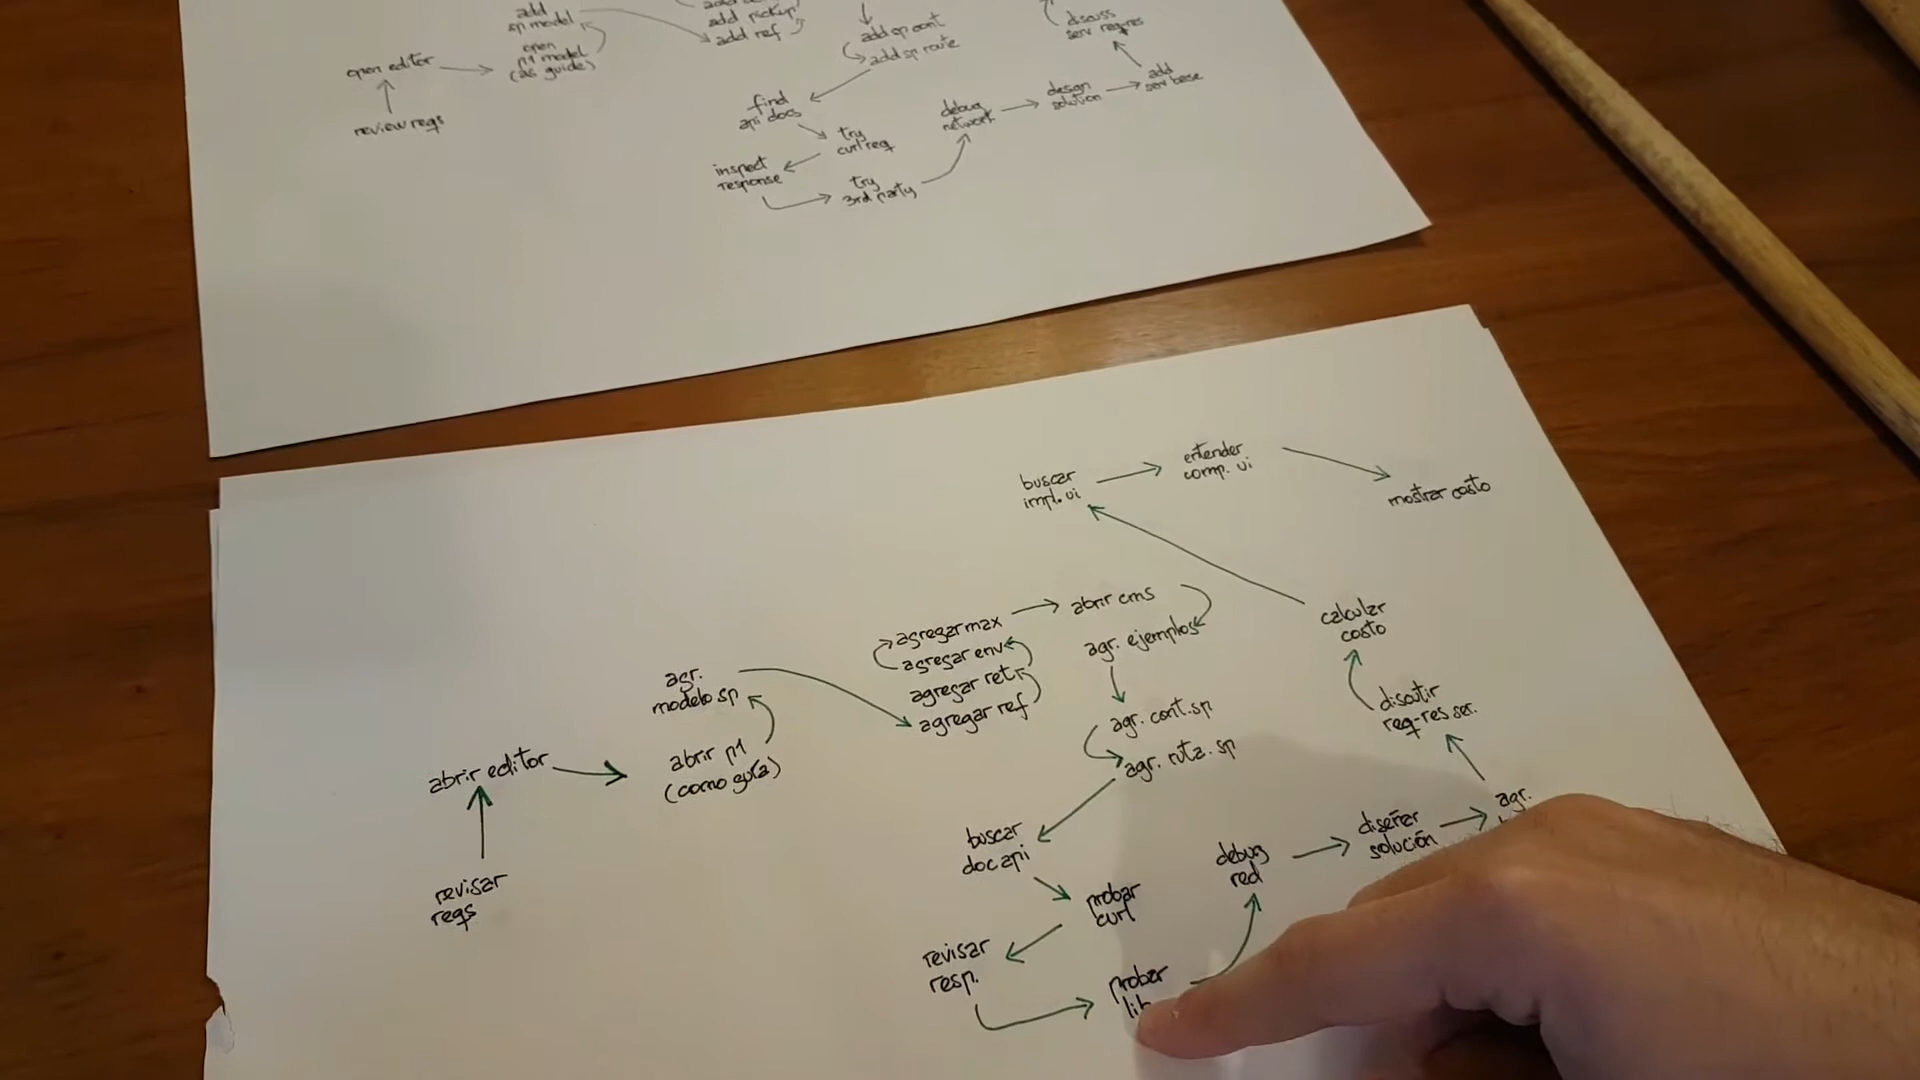 add
sp model
add pickup
add ref
open editor
open
p1 model
(as guide)
review reqs
add sp cont
add sp route
find
api docs
try
curl req
inspect
response
try
3rd party
debug
network
design
solution
add
serv base
discuss
serv req-res
buscar
impl. ui
entender
comp. ui
mostrar costo
calcular
costo
discutir
req-res ser.
agr.
diseñar
solución
debug
red
agregar max
agregar env
agregar retr
agregar ref
abrir cms
agr. ejemplos
agr. cont. sp
agr. ruta. sp
agr.
modelo sp
abrir p1
(como guía)
abrir editor
revisar
reqs
buscar
doc api
probar
curl
revisar
resp.
probar
lib